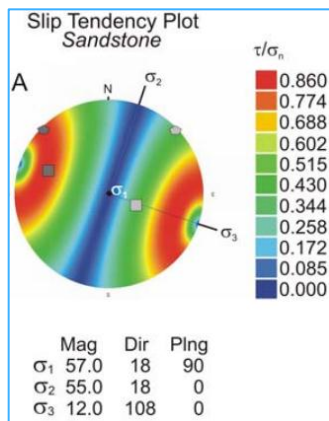 Slip Tendency Plot
Sandstone
τ/σn
A
N
σ2
σ1
σ3
s
s
0.860
0.774
0.688
0.602
0.515
0.430
0.344
0.258
0.172
0.085
0.000
Mag Dir Plng
σ1 57.0 18 90
σ2 55.0 18 0
σ3 12.0 108 0